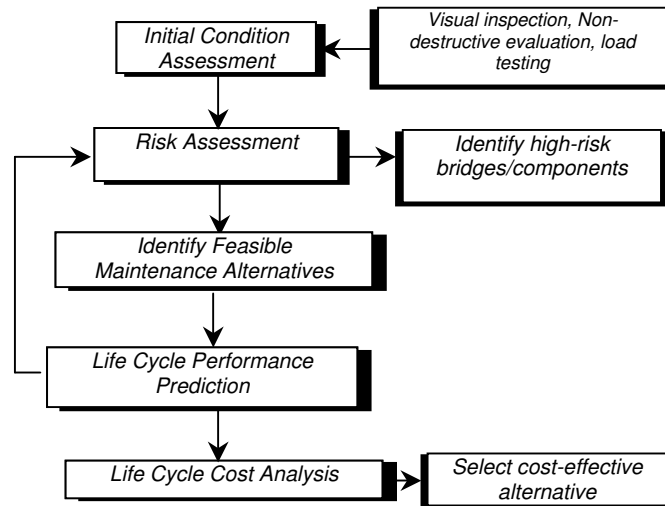 Initial Condition
Assessment
Visual inspection, Non-
destructive evaluation, load
testing
Risk Assessment
Identify high-risk
bridges/components
Identify Feasible
Maintenance Alternatives
Life Cycle Performance
Prediction
Life Cycle Cost Analysis
Select cost-effective
alternative